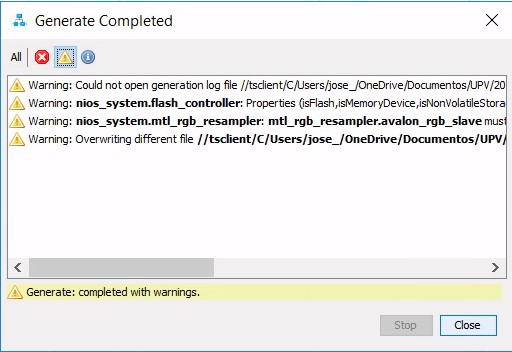 Generate Completed
All
Warning: Could not open generation log file //tsclient/C/Users/jose_/OneDrive/Documentos/UPV/20
Warning: nios_system.flash_controller: Properties (isFlash,isMemoryDevice,isNonVolatileStora
Warning: nios_system.mtl_rgb_resampler: mtl_rgb_resampler.avalon_rgb_slave must
Warning: Overwriting different file //tsclient/C/Users/jose_/OneDrive/Documentos/UPV/
Generate: completed with warnings.
Stop Close